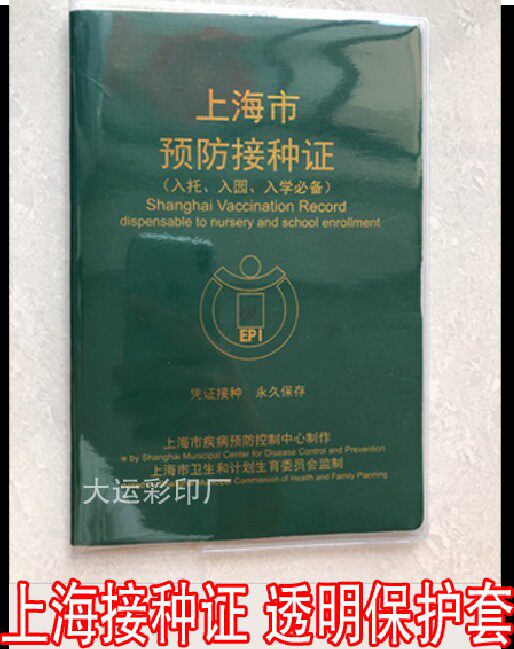 上海市
预防接种证
（入托、入园、入学必备）
Shanghai Vaccination Record
dispensable to nursery and school enrollment
EPI
凭证接种 永久保存
上海市疾病预防控制中心制作
e by Shanghai Municipal Center for Disease Control and Prevention
上海市卫生和计划生育委员会监制
Commission of Health and Family Planning
大运彩印厂
上海接种证 透明保护套